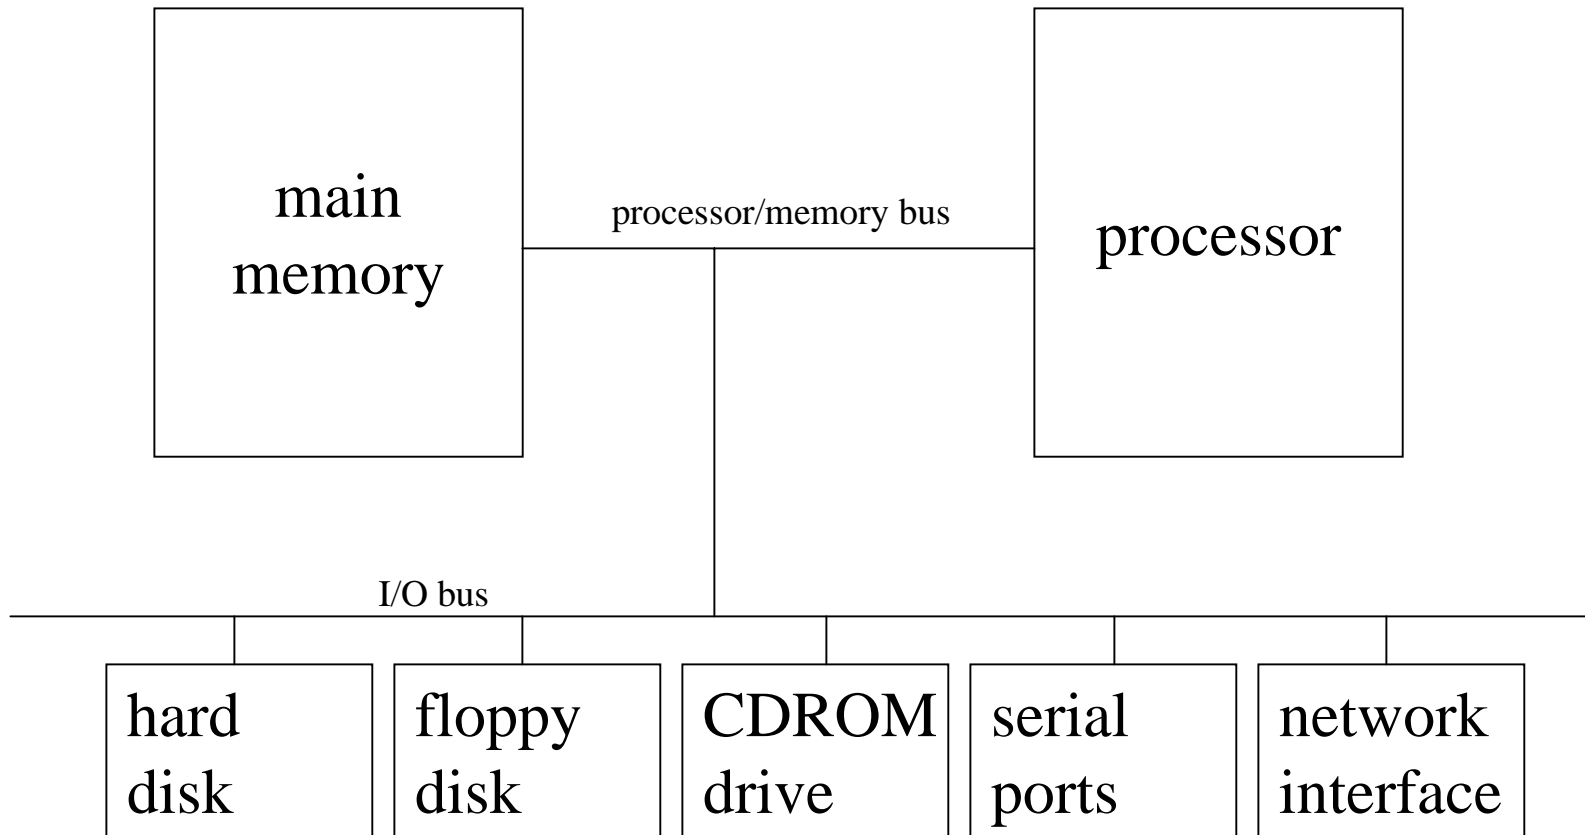 main
memory
processor/memory bus
processor
I/O bus
hard
disk
floppy
disk
CDROM
drive
serial
ports
network
interface